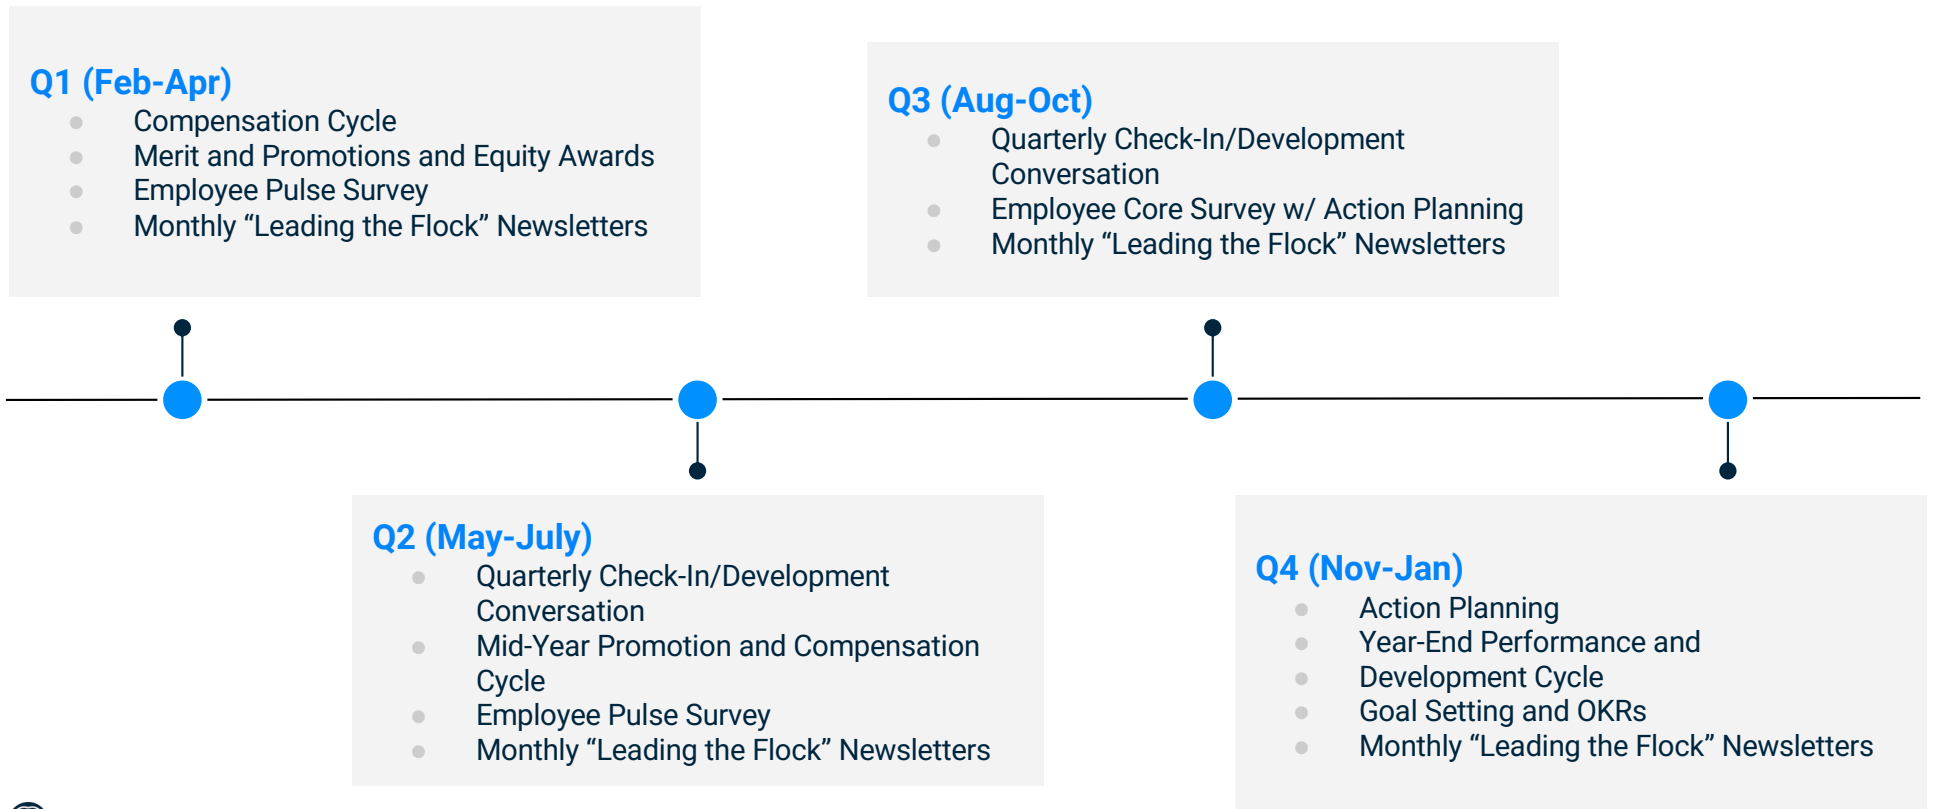 Q1 (Feb-Apr)
Compensation Cycle
Merit and Promotions and Equity Awards
Employee Pulse Survey
Monthly “Leading the Flock” Newsletters
Q3 (Aug-Oct)
Quarterly Check-In/Development
Conversation
Employee Core Survey w/ Action Planning
Monthly “Leading the Flock” Newsletters
Q2 (May-July)
Quarterly Check-In/Development
Conversation
Mid-Year Promotion and Compensation
Cycle
Employee Pulse Survey
Monthly “Leading the Flock” Newsletters
Q4 (Nov-Jan)
Action Planning
Year-End Performance and
Development Cycle
Goal Setting and OKRs
Monthly “Leading the Flock” Newsletters